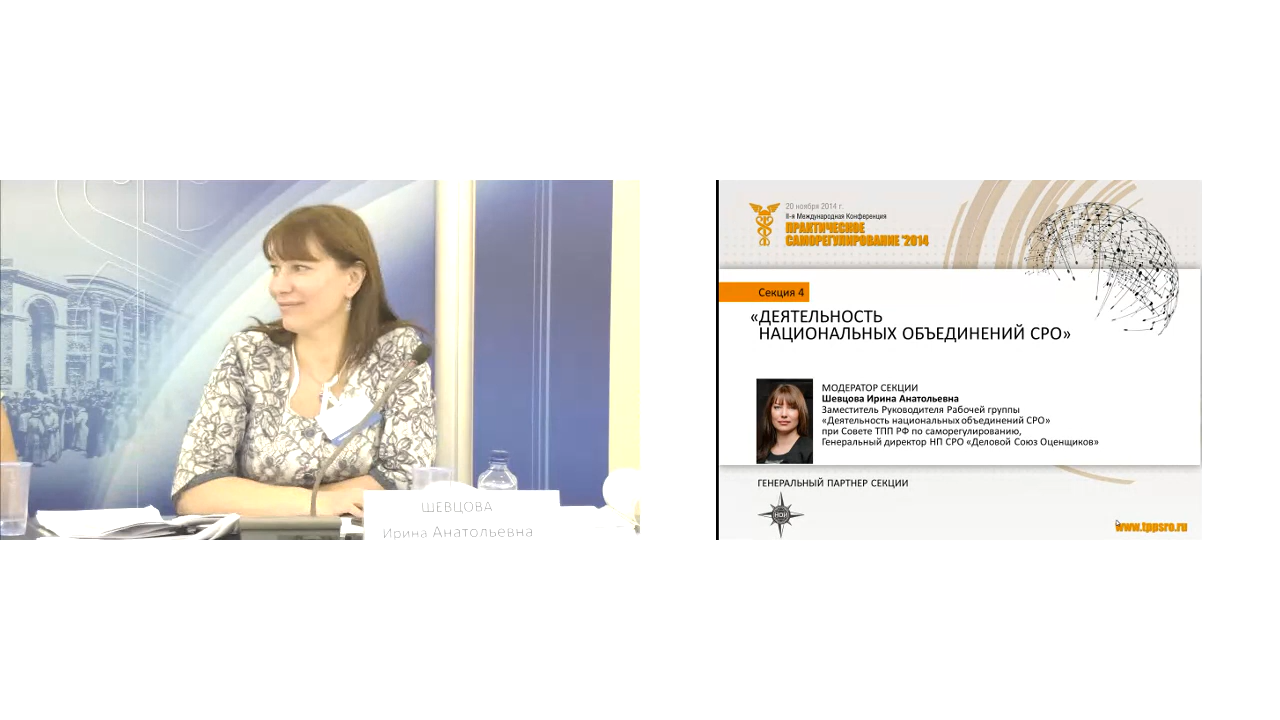 ШЕВЦОВА
Ирина Анатольевна
20 ноября 2014 г.
II-я Международная Конференция
ПРАКТИЧЕСКОЕ
САМОРЕГУЛИРОВАНИЕ '2014
Секция 4
«ДЕЯТЕЛЬНОСТЬ
НАЦИОНАЛЬНЫХ ОБЪЕДИНЕНИЙ СРО»
МОДЕРАТОР СЕКЦИИ
Шевцова Ирина Анатольевна
Заместитель Руководителя Рабочей группы
«Деятельность национальных объединений СРО»
при Совете ТПП РФ по саморегулированию,
Генеральный директор НП СРО «Деловой Союз Оценщиков»
ГЕНЕРАЛЬНЫЙ ПАРТНЕР СЕКЦИИ
НОИ
www.tppsro.ru